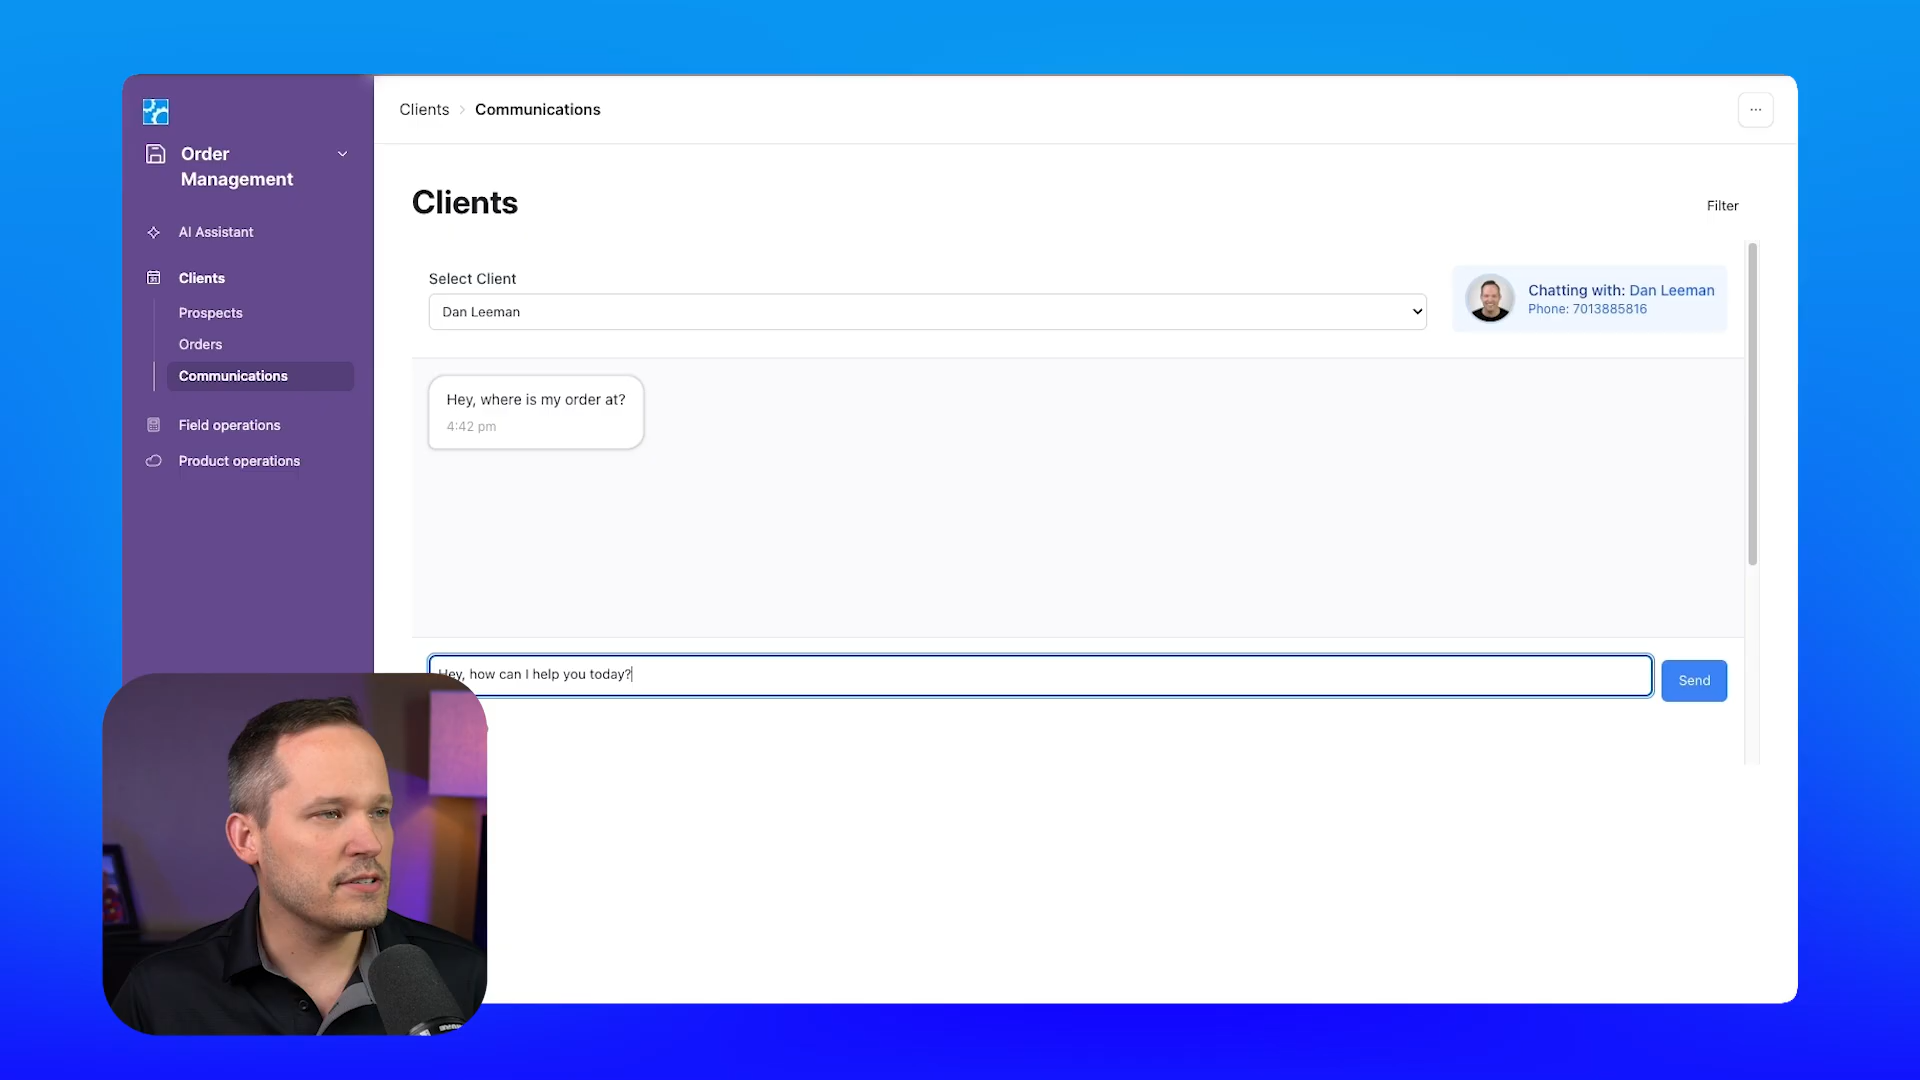 Order
Management
AI Assistant
Clients
Prospects
Orders
Communications
Field operations
Product operations
Clients > Communications
...
Clients
Filter
Select Client
Dan Leeman
Chatting with: Dan Leeman
Phone: 7013885816
Hey, where is my order at?
4:42 pm
Hey, how can I help you today?
Send